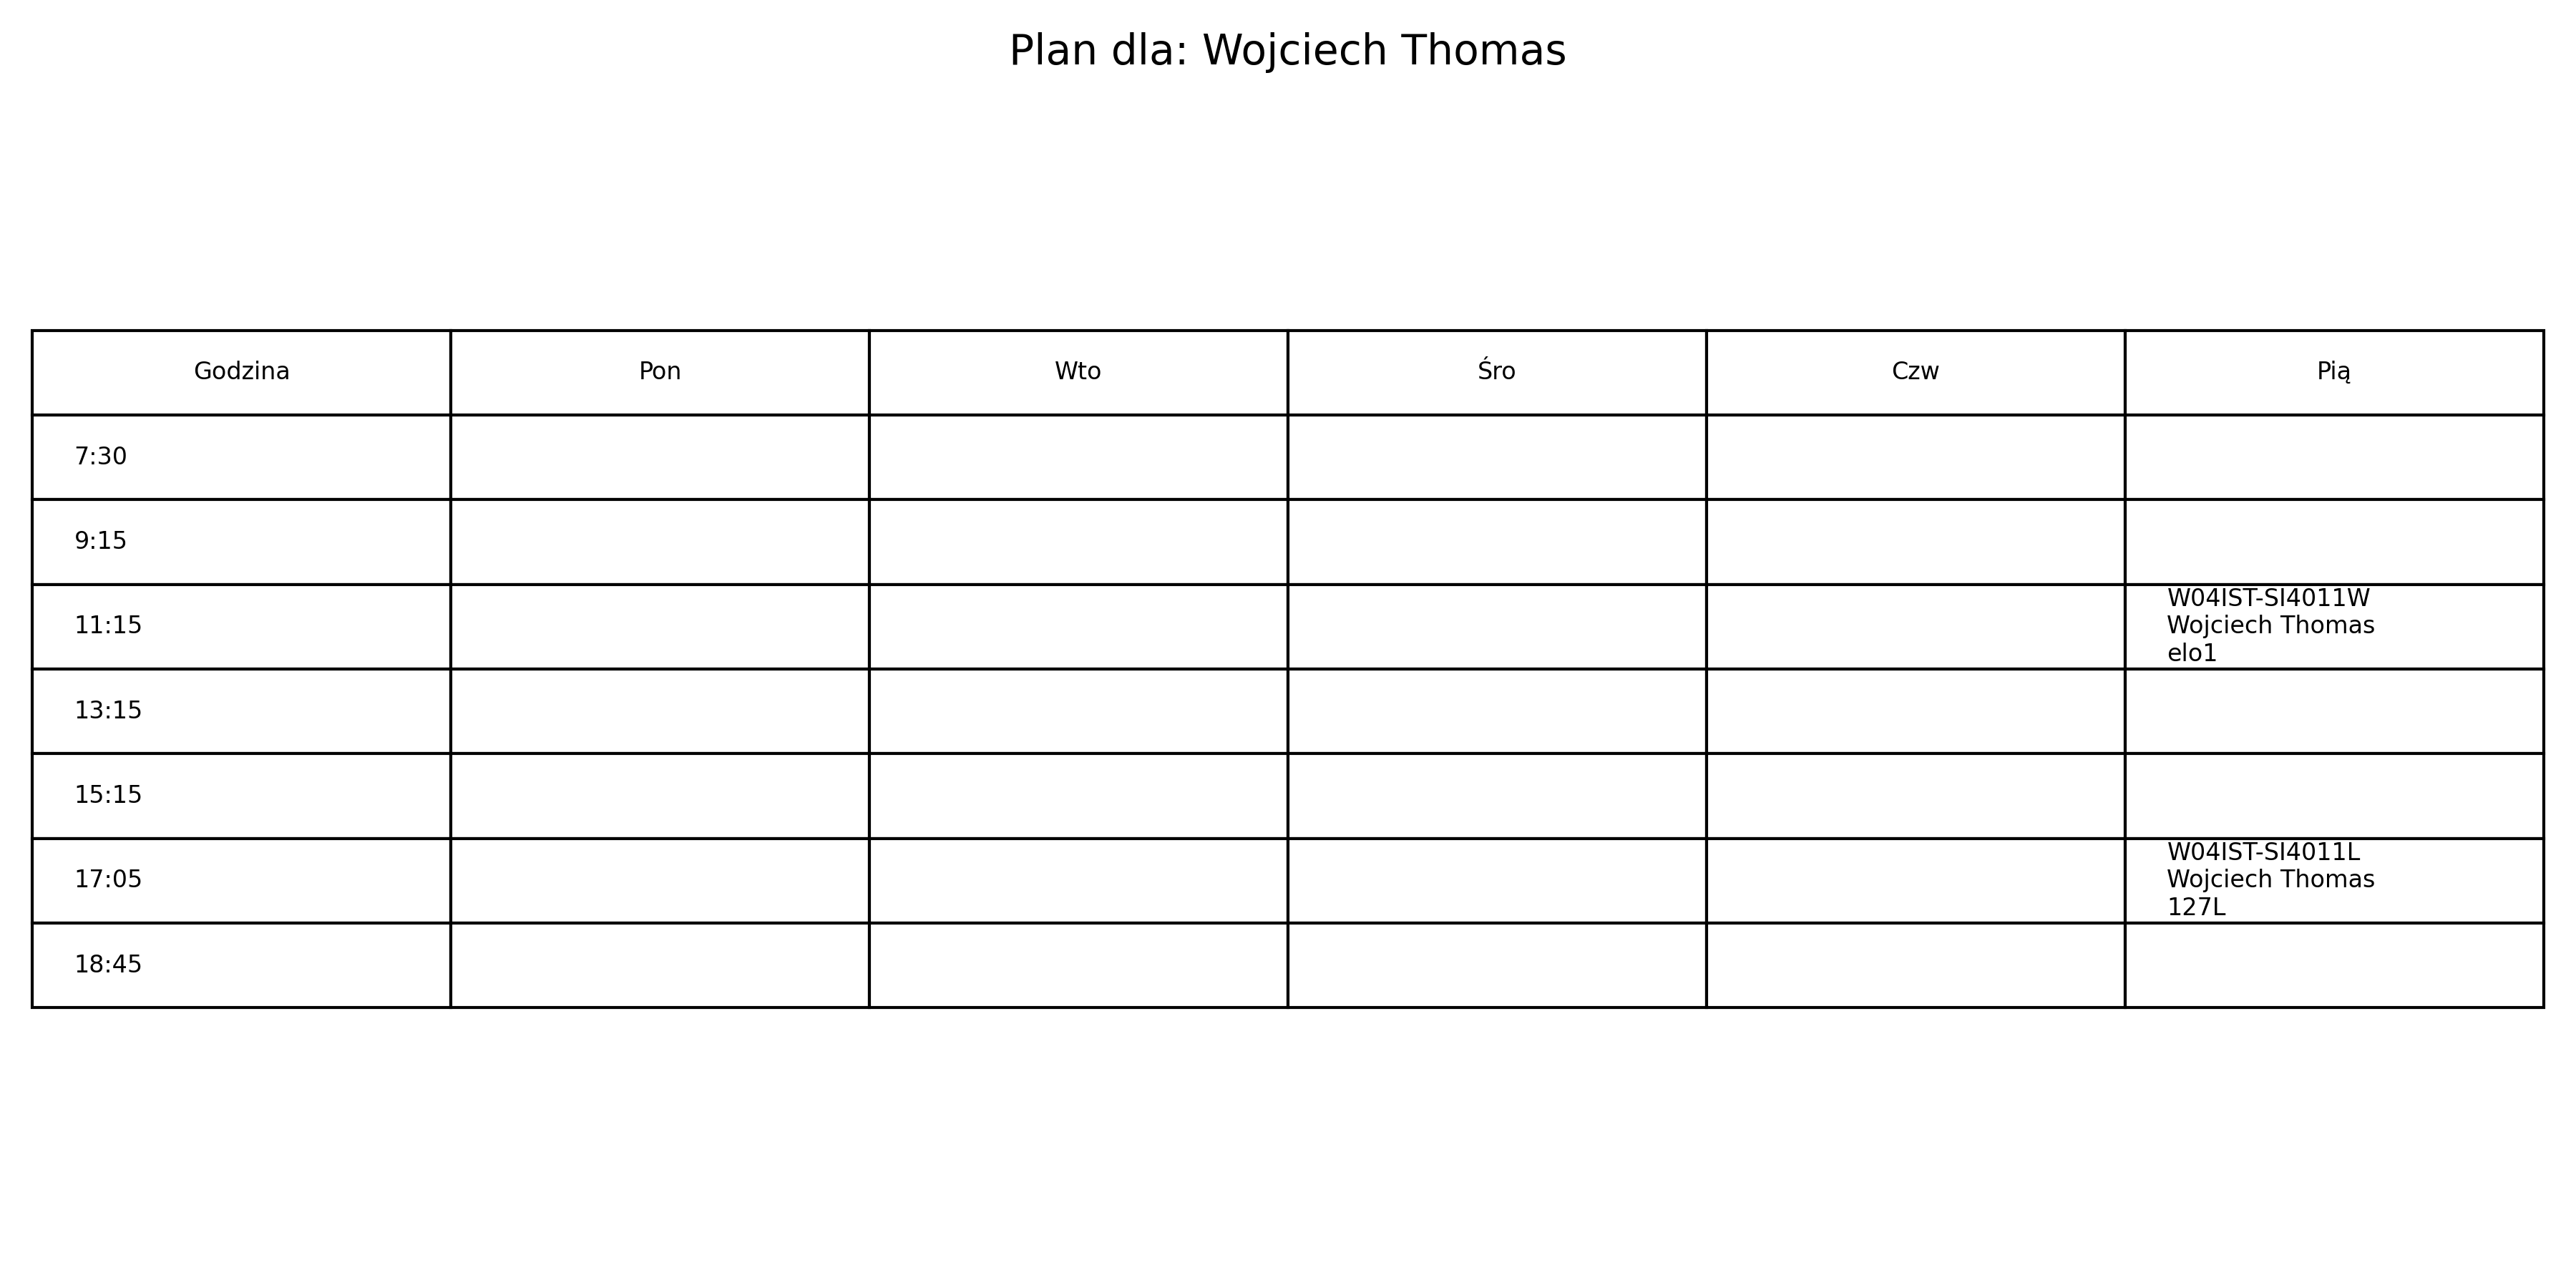 Plan dla: Wojciech Thomas
Godzina Pon Wto Śro Czw Pią
7:30
9:15
11:15 W04IST-SI4011W
Wojciech Thomas
elo1
13:15
15:15
17:05 W04IST-SI4011L
Wojciech Thomas
127L
18:45